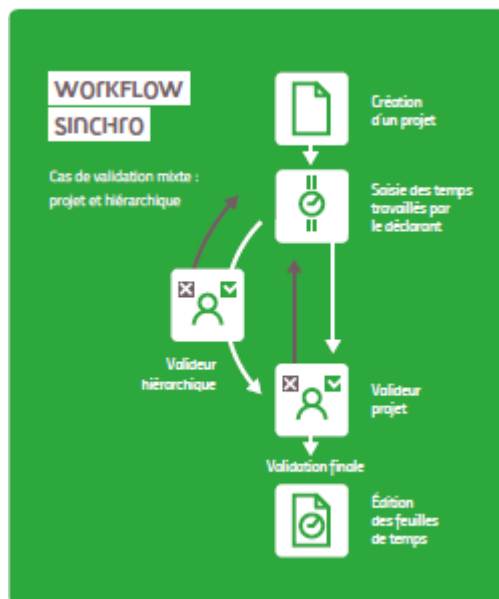 WORKFLOW
SINCHRO
Cas de validation mixte :
projet et hiérarchique
Création
d'un projet
Saisie des temps
travaillés par
le déclarant
Valideur
hiérarchique
Valideur
projet
Validation finale
Édition
des feuilles
de temps